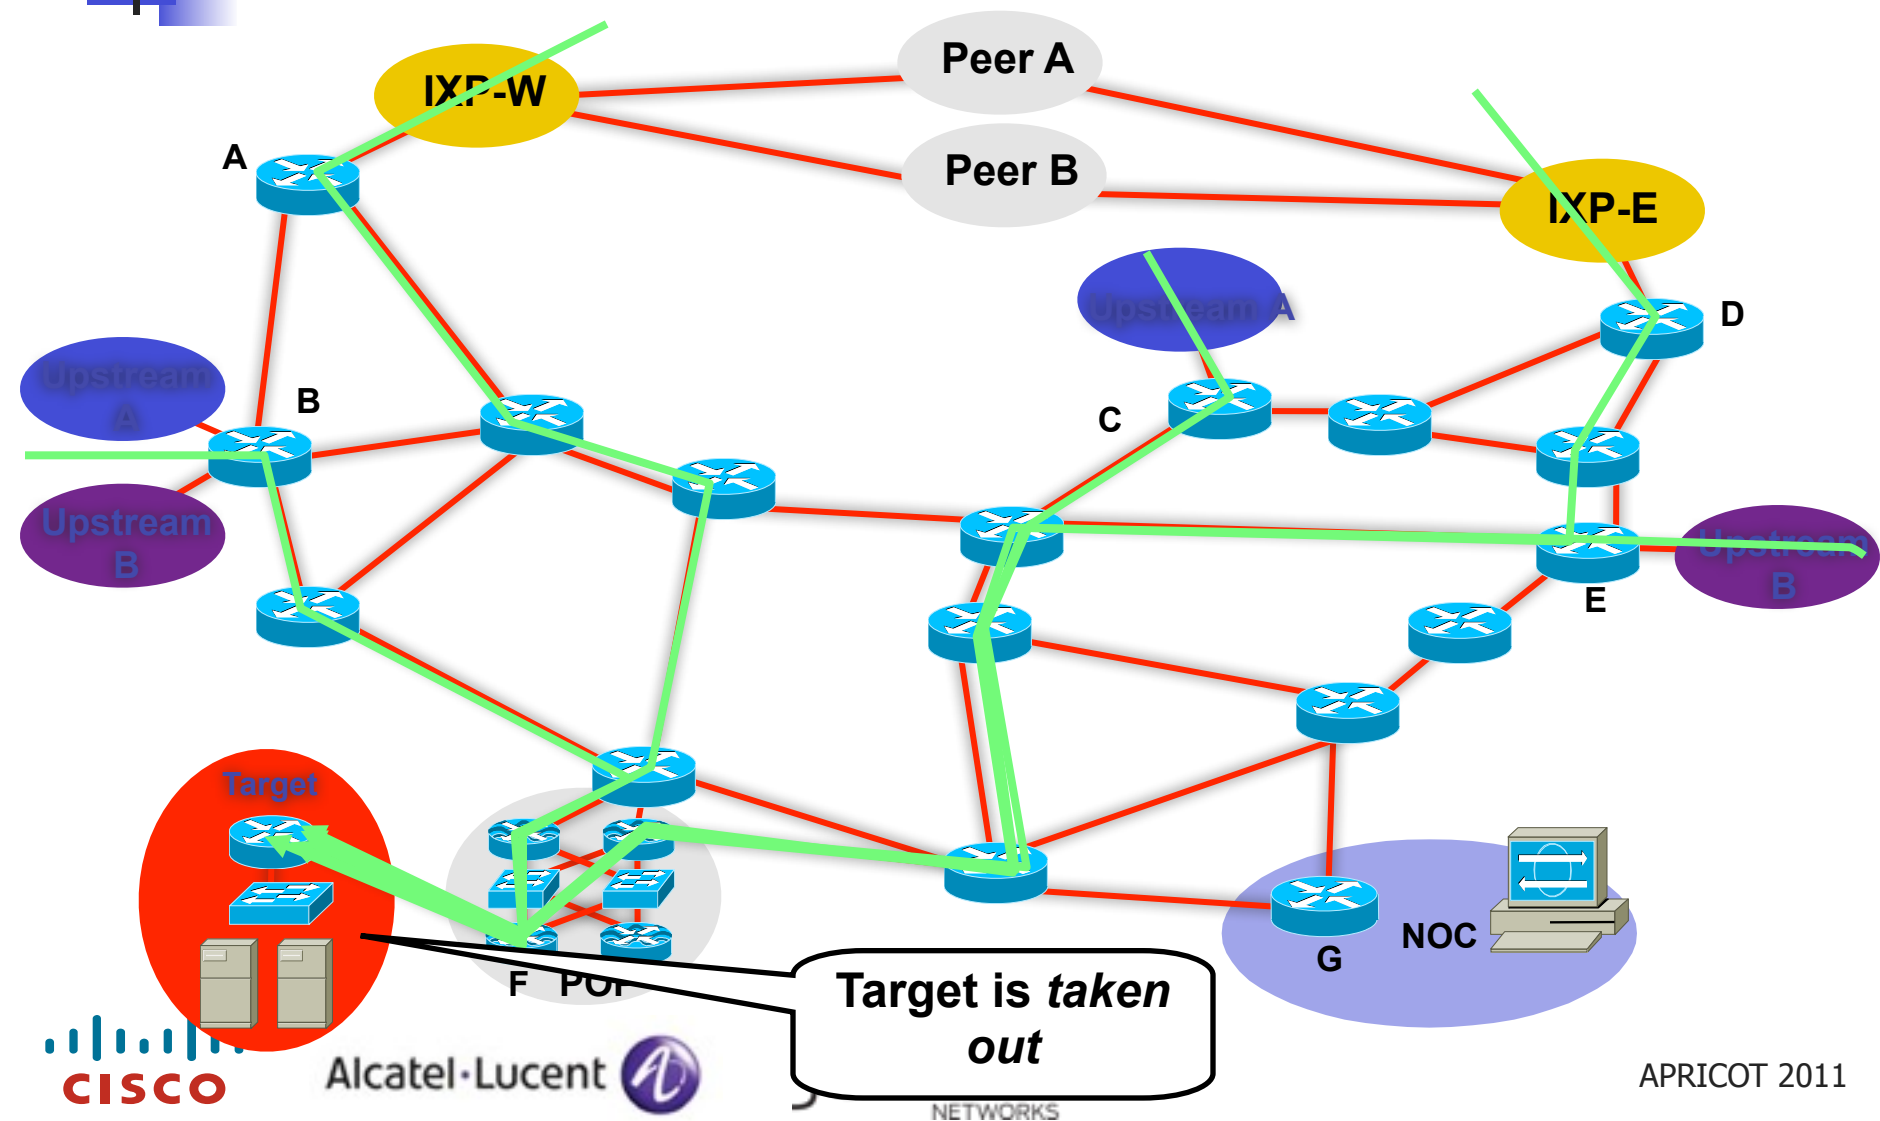 Peer A
IXP-W
Peer B
A
IXP-E
Upstream A
D
Upstream
A
B
C
Upstream
B
Upstream
B
E
Target
F
NOC
G
Target is taken
out
CISCO
Alcatel·Lucent
NETWORKS
APRICOT 2011